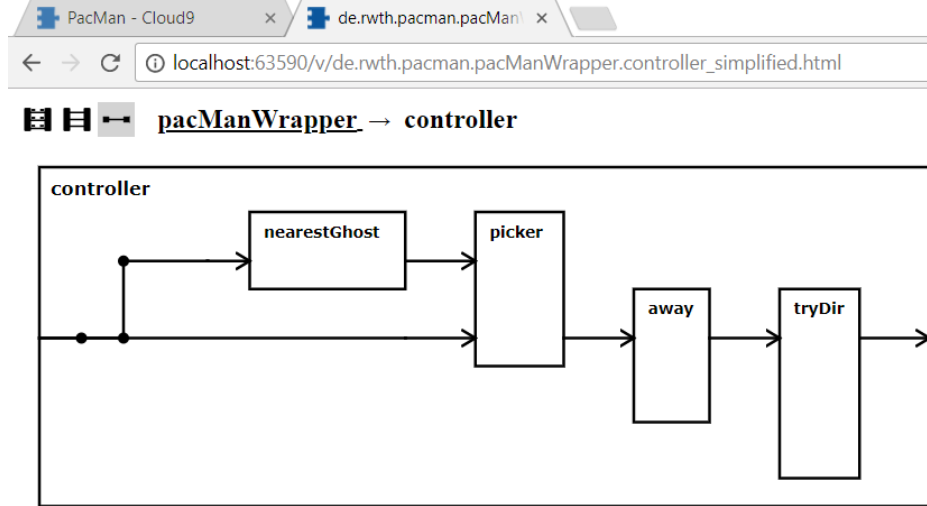 PacMan - Cloud9
de.rwth.pacman.pacMan
localhost:63590/v/de.rwth.pacman.pacManWrapper.controller_simplified.html
pacManWrapper → controller
controller
nearestGhost
picker
away
tryDir